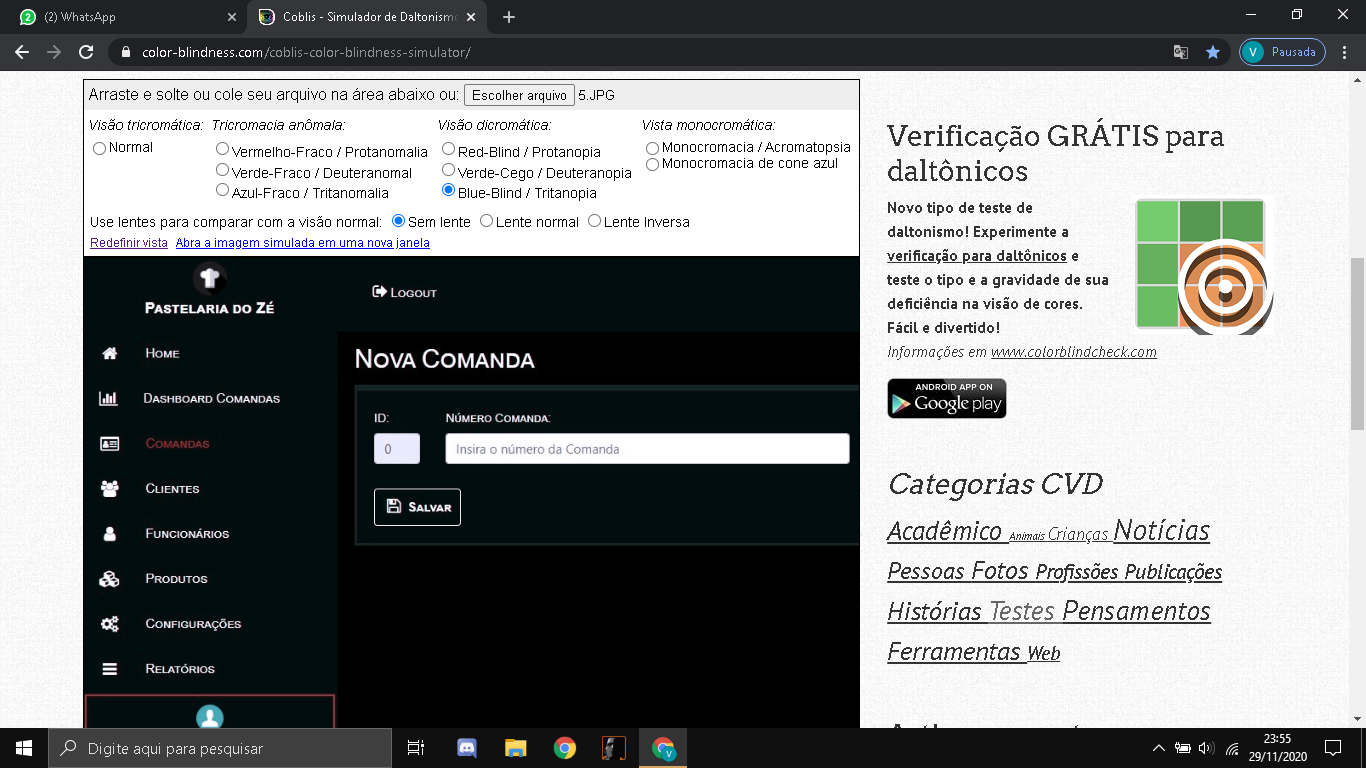 (2) WhatsApp
Coblis - Simulador de Daltonismo
color-blindness.com/coblis-color-blindness-simulator/
V Pausada
Arraste e solte ou cole seu arquivo na área abaixo ou: Escolher arquivo 5.JPG
Visão tricromática: Tricromacia anômala: Visão dicromática: Vista monocromática:
Normal Vermelho-Fraco / Protanomalia Red-Blind / Protanopia Monocromacia / Acromatopsia
Verde-Fraco / Deuteranomal Verde-Cego / Deuteranopia Monocromacia de cone azul
Azul-Fraco / Tritanomalia Blue-Blind / Tritanopia
Use lentes para comparar com a visão normal: Sem lente Lente normal Lente Inversa
Redefinir vista Abra a imagem simulada em uma nova janela
Pastelaria do Zé
Logout
Home
Dashboard Comandas
Comandas
Clientes
Funcionários
Produtos
Configurações
Relatórios
Nova Comanda
ID: Número Comanda:
0 Insira o número da Comanda
Salvar
Verificação GRÁTIS para
daltônicos
Novo tipo de teste de
daltonismo! Experimente a
verificação para daltônicos e
teste o tipo e a gravidade de sua
deficiência na visão de cores.
Fácil e divertido!
Informações em www.colorblindcheck.com
ANDROID APP ON
Google play
Categorias CVD
Acadêmico Animais Crianças Notícias
Pessoas Fotos Profissões Publicações
Histórias Testes Pensamentos
Ferramentas Web
Digite aqui para pesquisar
23:55
29/11/2020